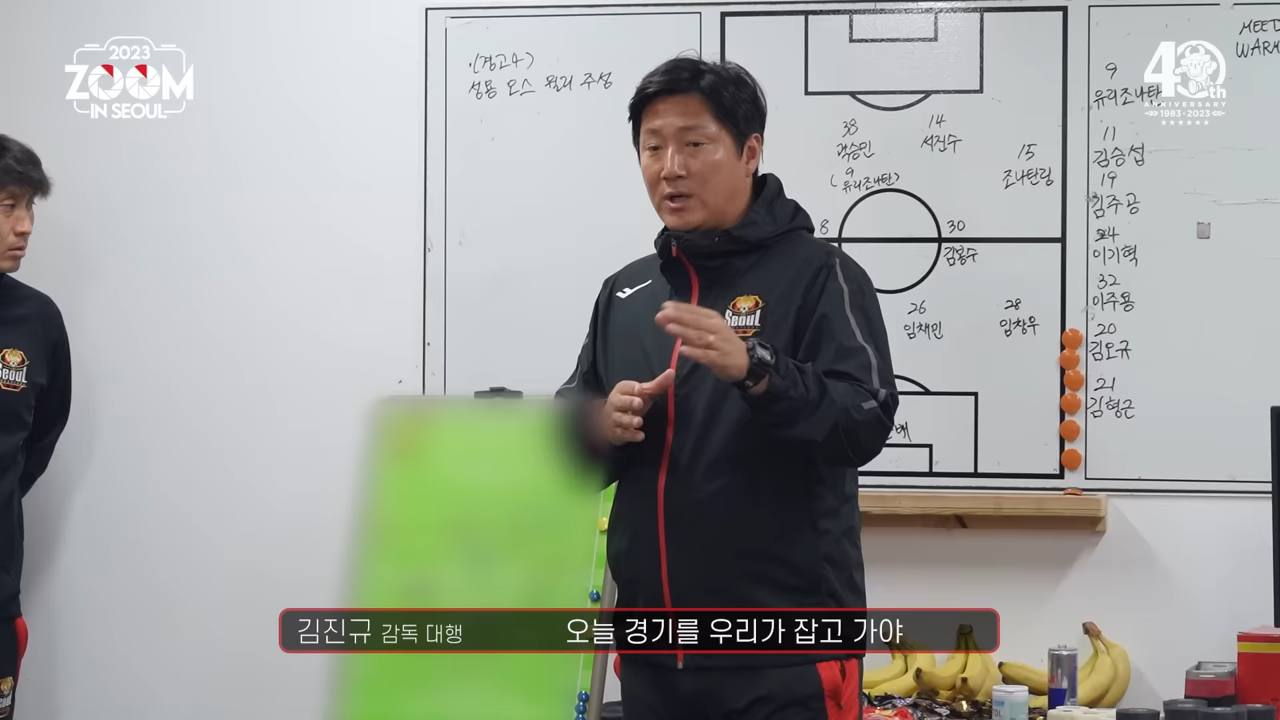 2023
ZOOM
IN SEOUL
40th
ANNIVERSARY
1983-2023
MEET
WARM
·(경고4)
성용 오스 월리 주성
38
곽승민
(9
유리조나탄)
14
서진수
15
조나탄링
8
30
김봉수
26
임채민
28
임창우
9
유리조나탄
11
김승섭
19
김주공
24
이기혁
32
이주용
20
김오규
21
김형근
Seoul
Seoul
김진규 감독 대행
오늘 경기를 우리가 잡고 가야